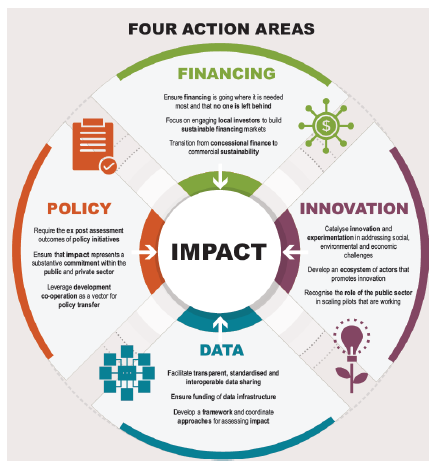 FOUR ACTION AREAS
FINANCING
Ensure financing is going where it is needed
most and that no one is left behind
Focus on engaging local investors to build
sustainable financing markets
Transition from concessional finance to
commercial sustainability
$
POLICY
Require the ex post assessment
outcomes of policy initiatives
Ensure that impact represents a
substantive commitment within the
public and private sector
Leverage development
co-operation as a vector for
policy transfer
IMPACT
INNOVATION
Catalyse innovation and
experimentation in addressing social,
environmental and economic
challenges
Develop an ecosystem of actors that
promotes innovation
Recognise the role of the public sector
in scaling pilots that are working
DATA
Facilitate transparent, standardised and
interoperable data sharing
Ensure funding of data infrastructure
Develop a framework and coordinate
approaches for assessing impact